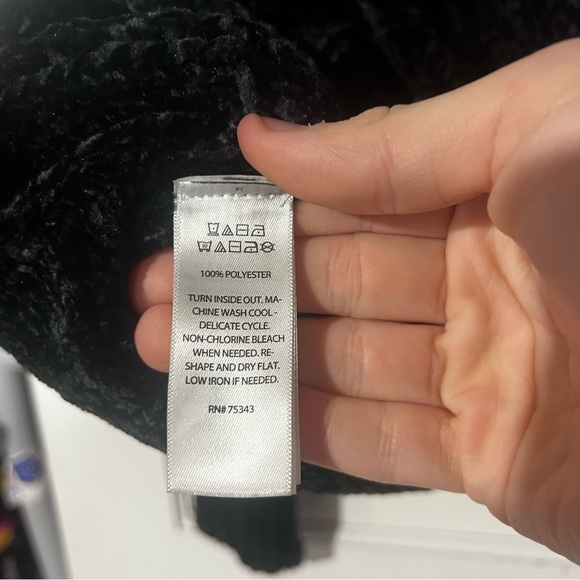 100% POLYESTER
TURN INSIDE OUT. MA-
CHINE WASH COOL -
DELICATE CYCLE.
NON-CHLORINE BLEACH
WHEN NEEDED. RE-
SHAPE AND DRY FLAT.
LOW IRON IF NEEDED.
RN# 75343